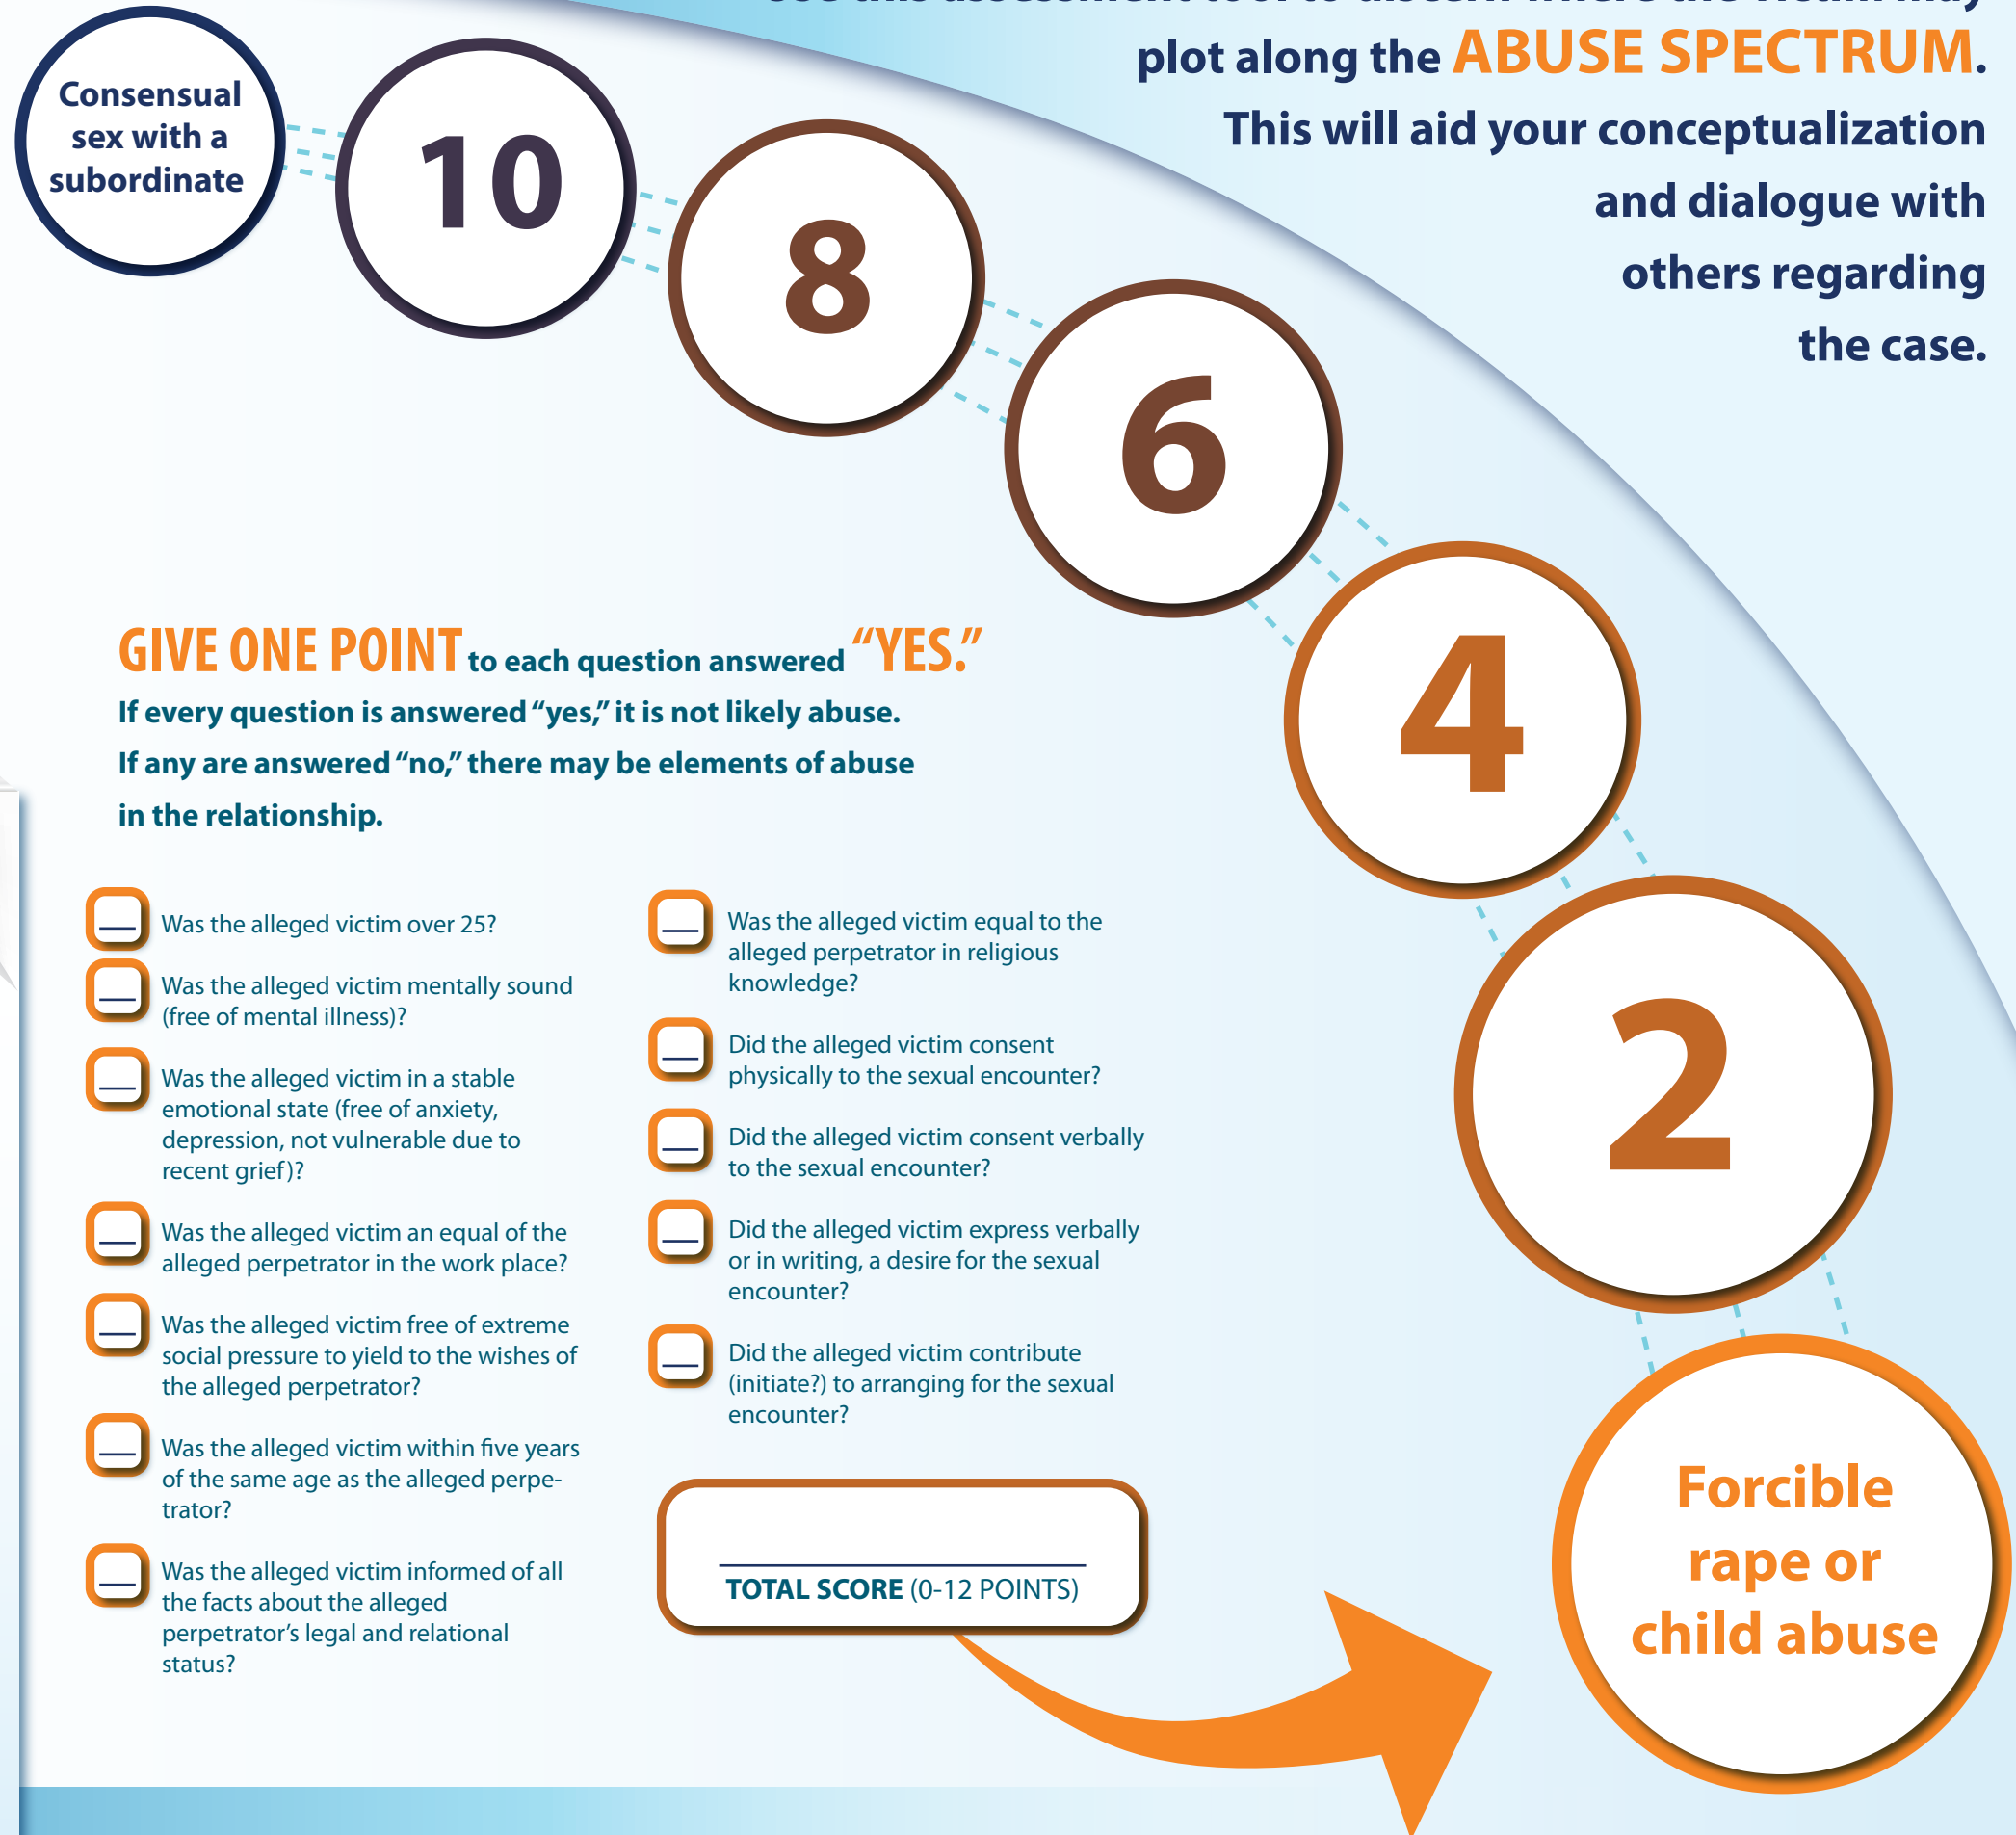 plot along the ABUSE SPECTRUM.
This will aid your conceptualization
and dialogue with
others regarding
the case.
Consensual
sex with a
subordinate
10
8
6
4
2
Forcible
rape or
child abuse
GIVE ONE POINT to each question answered “YES.”
If every question is answered “yes,” it is not likely abuse.
If any are answered “no,” there may be elements of abuse
in the relationship.
Was the alleged victim over 25?
Was the alleged victim mentally sound
(free of mental illness)?
Was the alleged victim in a stable
emotional state (free of anxiety,
depression, not vulnerable due to
recent grief)?
Was the alleged victim an equal of the
alleged perpetrator in the work place?
Was the alleged victim free of extreme
social pressure to yield to the wishes of
the alleged perpetrator?
Was the alleged victim within five years
of the same age as the alleged perpe-
trator?
Was the alleged victim informed of all
the facts about the alleged
perpetrator’s legal and relational
status?
Was the alleged victim equal to the
alleged perpetrator in religious
knowledge?
Did the alleged victim consent
physically to the sexual encounter?
Did the alleged victim consent verbally
to the sexual encounter?
Did the alleged victim express verbally
or in writing, a desire for the sexual
encounter?
Did the alleged victim contribute
(initiate?) to arranging for the sexual
encounter?
TOTAL SCORE (0-12 POINTS)